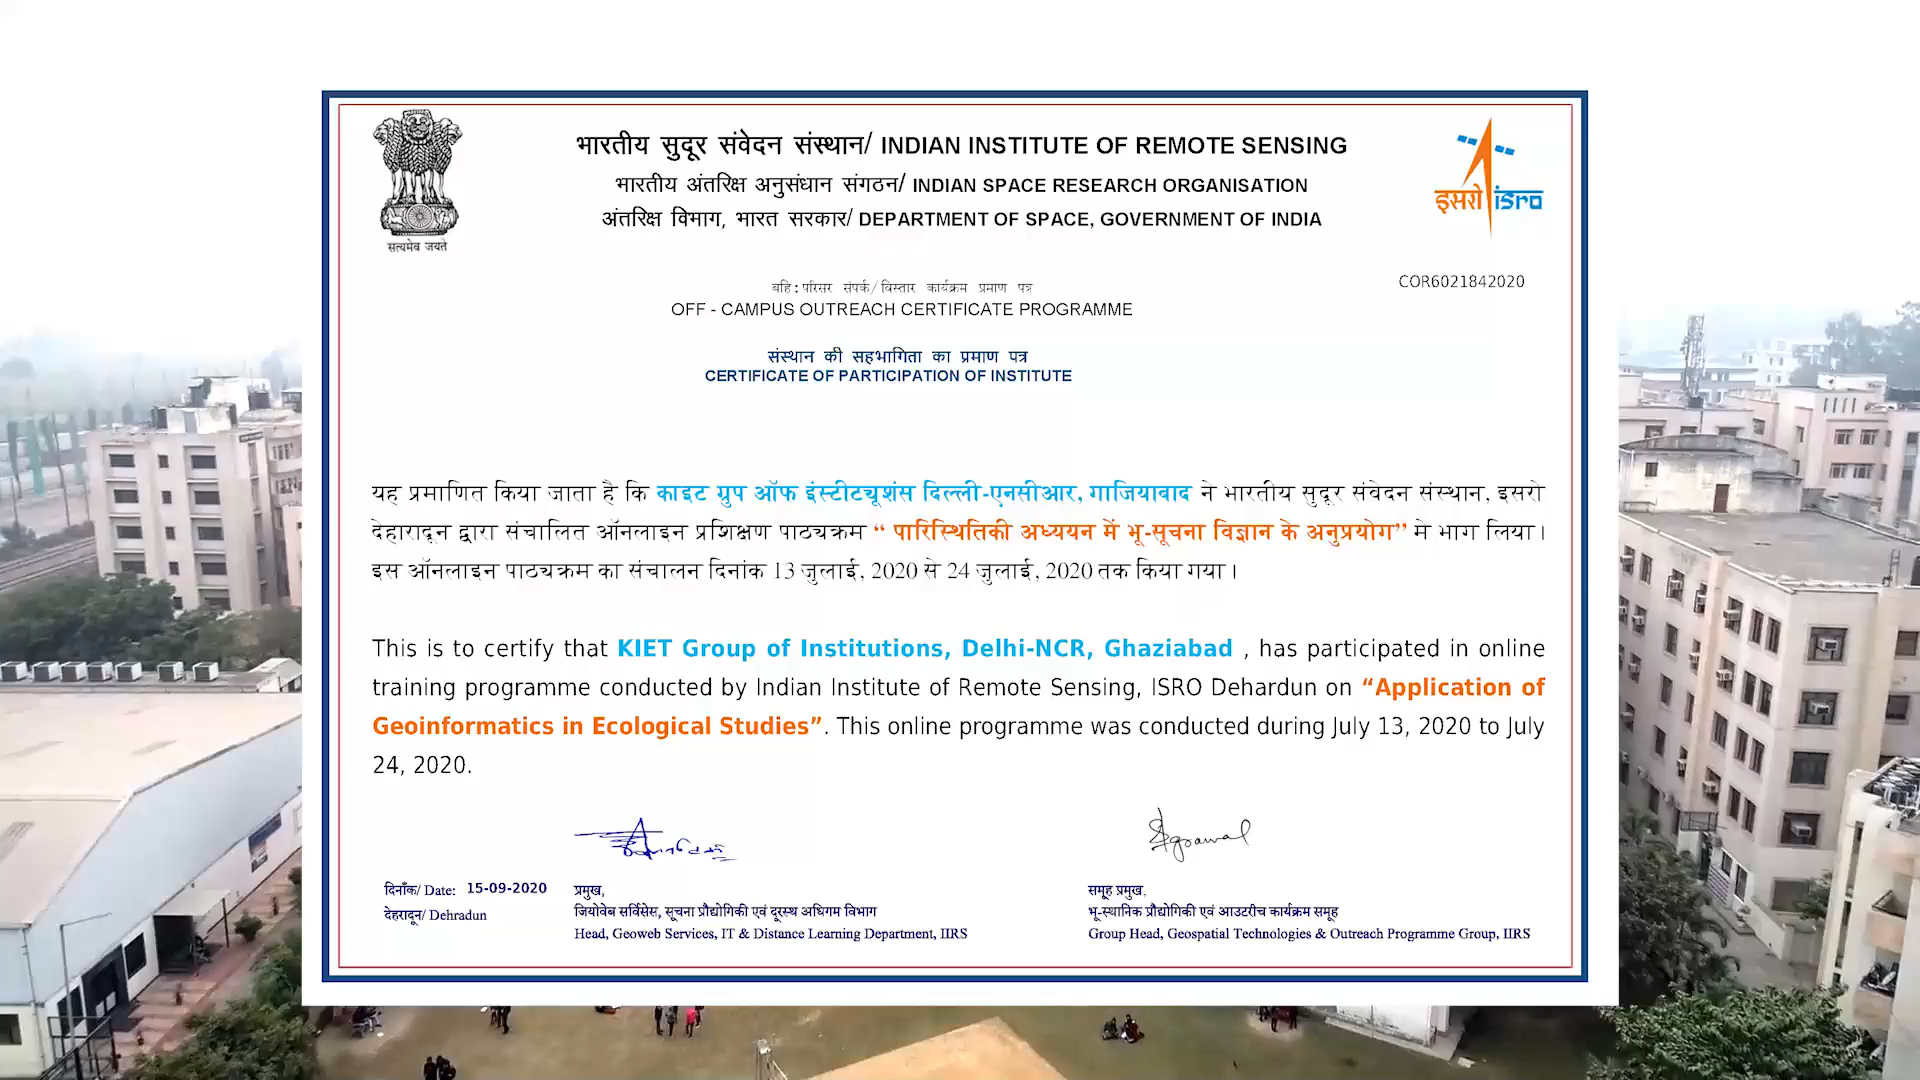 सत्यमेव जयते
भारतीय सुदूर संवेदन संस्थान/ INDIAN INSTITUTE OF REMOTE SENSING
भारतीय अंतरिक्ष अनुसंधान संगठन/ INDIAN SPACE RESEARCH ORGANISATION
अंतरिक्ष विभाग, भारत सरकार/ DEPARTMENT OF SPACE, GOVERNMENT OF INDIA
इसरो isro
COR6021842020
बहि : परिसर संपर्क/विस्तार कार्यक्रम प्रमाण पत्र
OFF - CAMPUS OUTREACH CERTIFICATE PROGRAMME
संस्थान की सहभागिता का प्रमाण पत्र
CERTIFICATE OF PARTICIPATION OF INSTITUTE
यह प्रमाणित किया जाता है कि काइट ग्रुप ऑफ इंस्टीटच्यूशंस दिल्ली-एनसीआर, गाजियाबाद ने भारतीय सुदूर संवेदन संस्थान, इसरो
देहारादून द्वारा संचालित ऑनलाइन प्रशिक्षण पाठ्यक्रम “ पारिस्थितिकी अध्ययन में भू-सूचना विज्ञान के अनुप्रयोग” मे भाग लिया।
इस ऑनलाइन पाठ्यक्रम का संचालन दिनांक 13 जुलाई, 2020 से 24 जुलाई, 2020 तक किया गया।
This is to certify that KIET Group of Institutions, Delhi-NCR, Ghaziabad , has participated in online
training programme conducted by Indian Institute of Remote Sensing, ISRO Dehardun on “Application of
Geoinformatics in Ecological Studies”. This online programme was conducted during July 13, 2020 to July
24, 2020.
Agrawal
दिनाँक/ Date: 15-09-2020
देहरादून/ Dehradun
प्रमुख,
जियोवेब सर्विसेस, सूचना प्रौद्योगिकी एवं दूरस्थ अधिगम विभाग
Head, Geoweb Services, IT & Distance Learning Department, IIRS
समूह प्रमुख,
भू-स्थानिक प्रौद्योगिकी एवं आउटरीच कार्यक्रम समूह
Group Head, Geospatial Technologies & Outreach Programme Group, IIRS